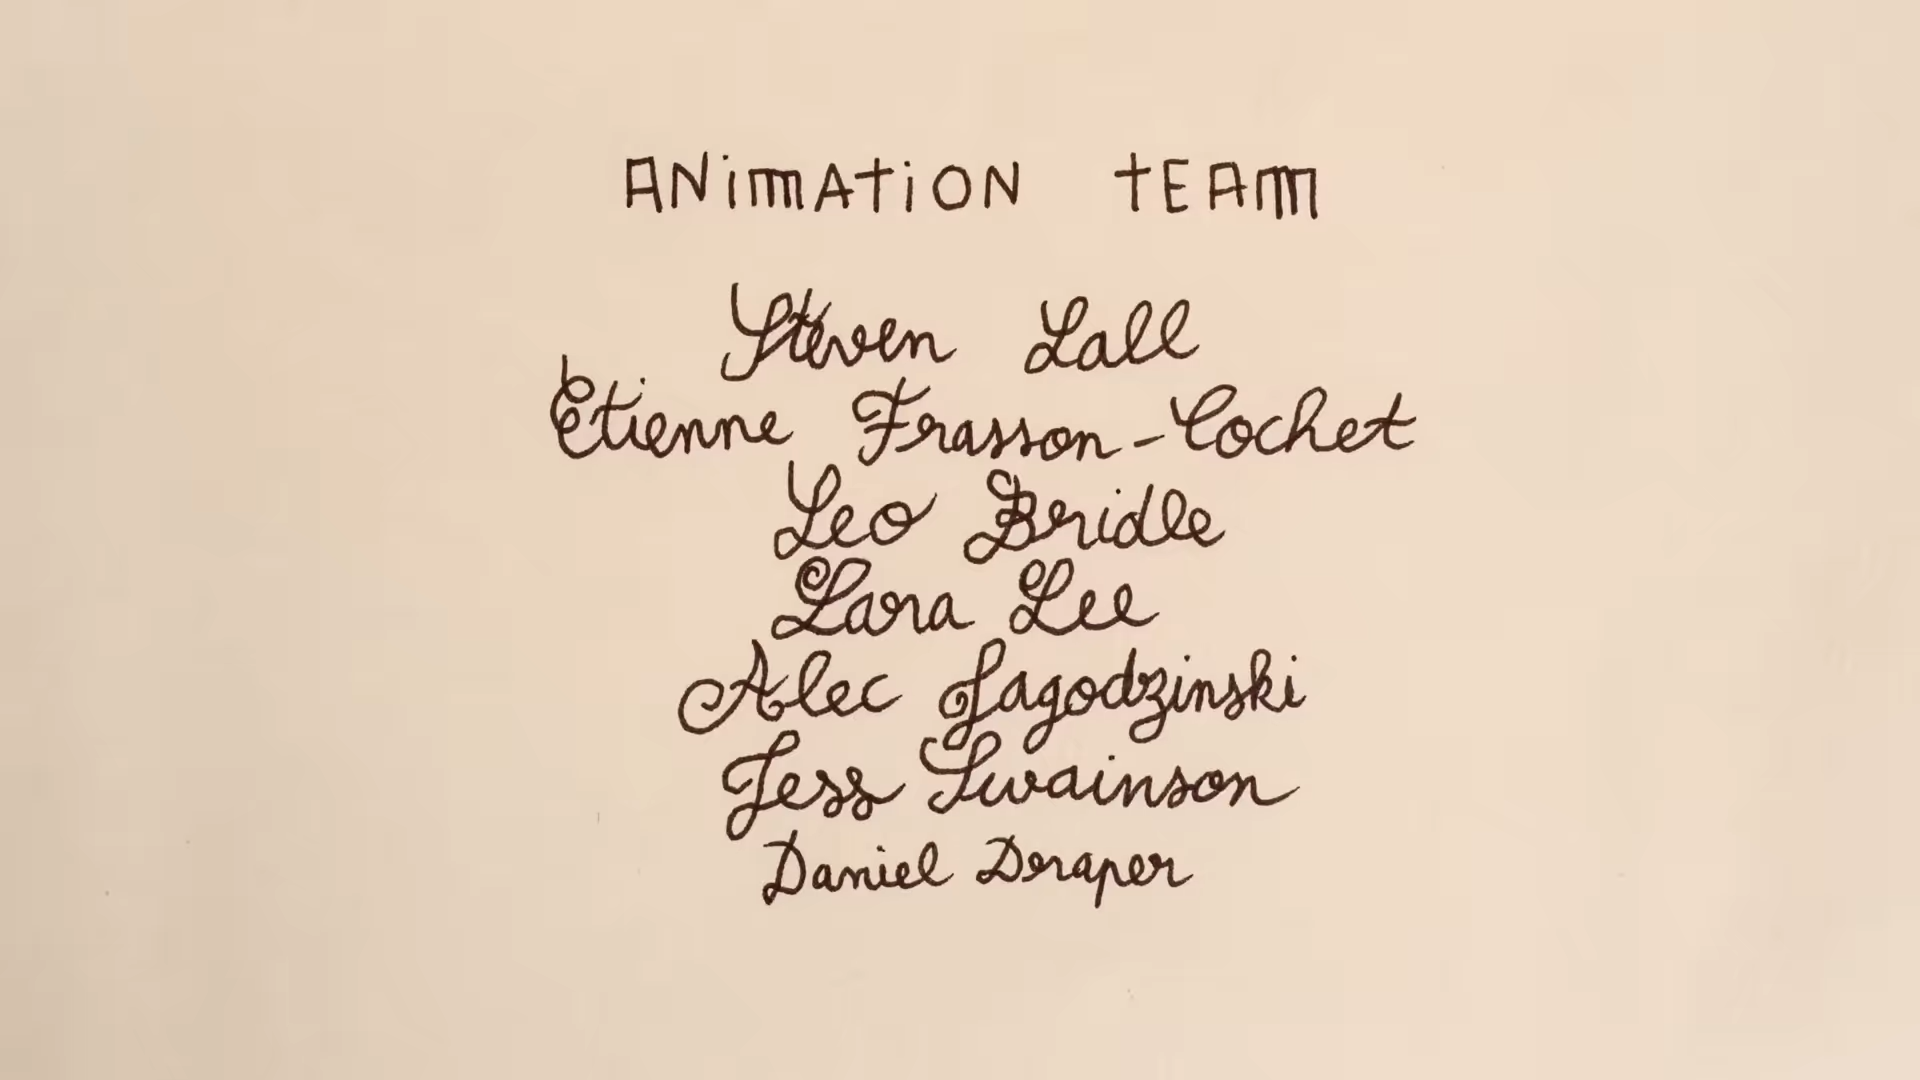 ANiMATiON TEAM
Steven Lall
Etienne Frasson-Cochet
Leo Bridle
Lara Lee
Alec Jagodzinski
Jess Swainson
Daniel Draper